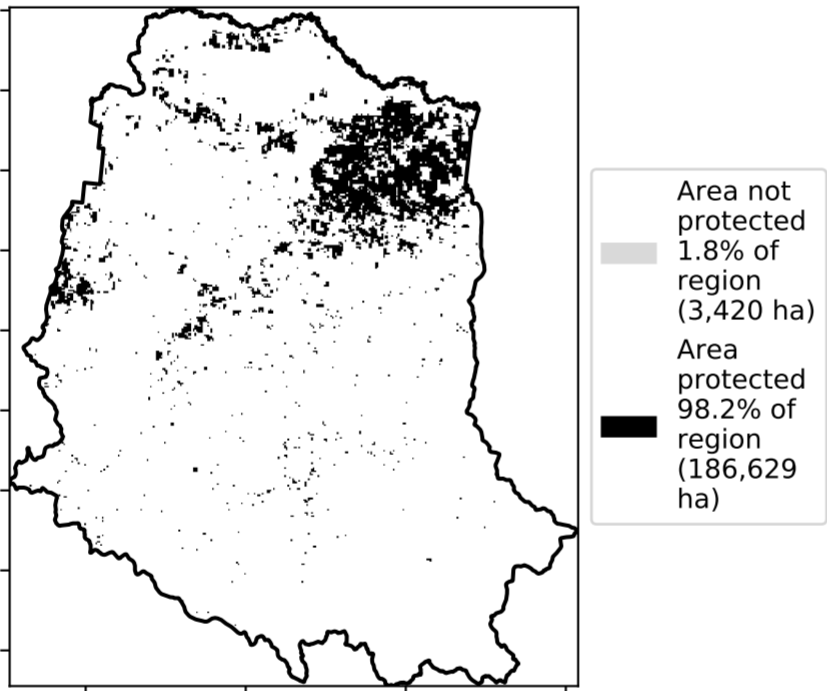 Area not
protected
1.8% of
region
(3,420 ha)
Area
protected
98.2% of
region
(186,629
ha)